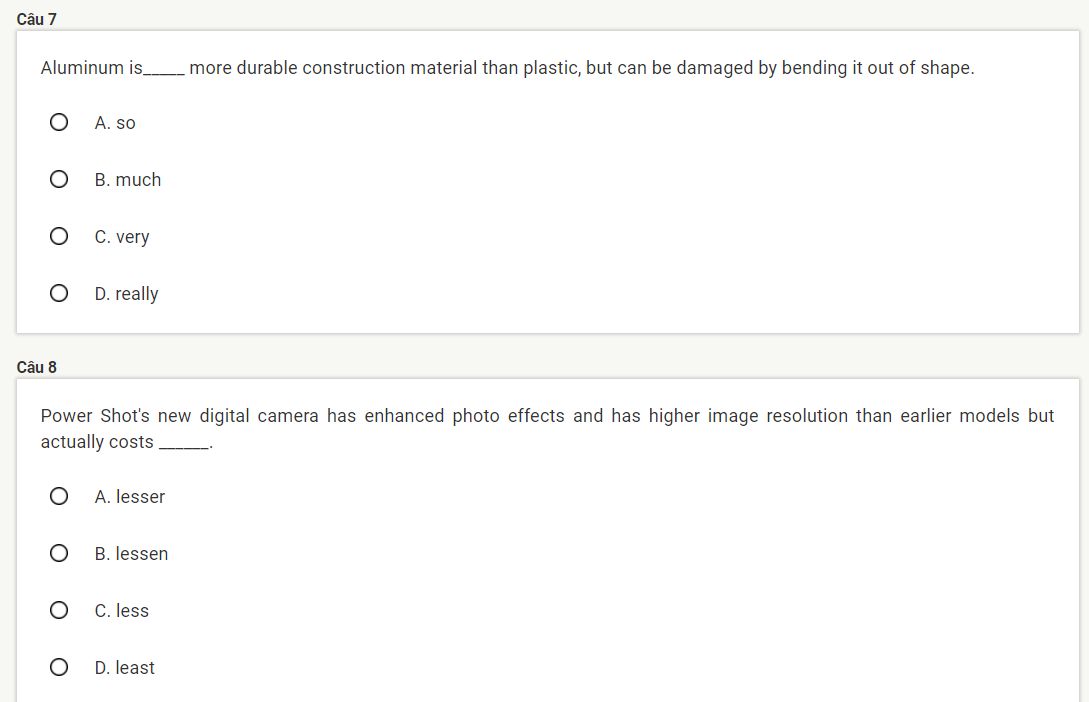 Câu 7
Aluminum is_____ more durable construction material than plastic, but can be damaged by bending it out of shape.
A. so
B. much
C. very
D. really
Câu 8
Power Shot's new digital camera has enhanced photo effects and has higher image resolution than earlier models but
actually costs ______.
A. lesser
B. lessen
C. less
D. least